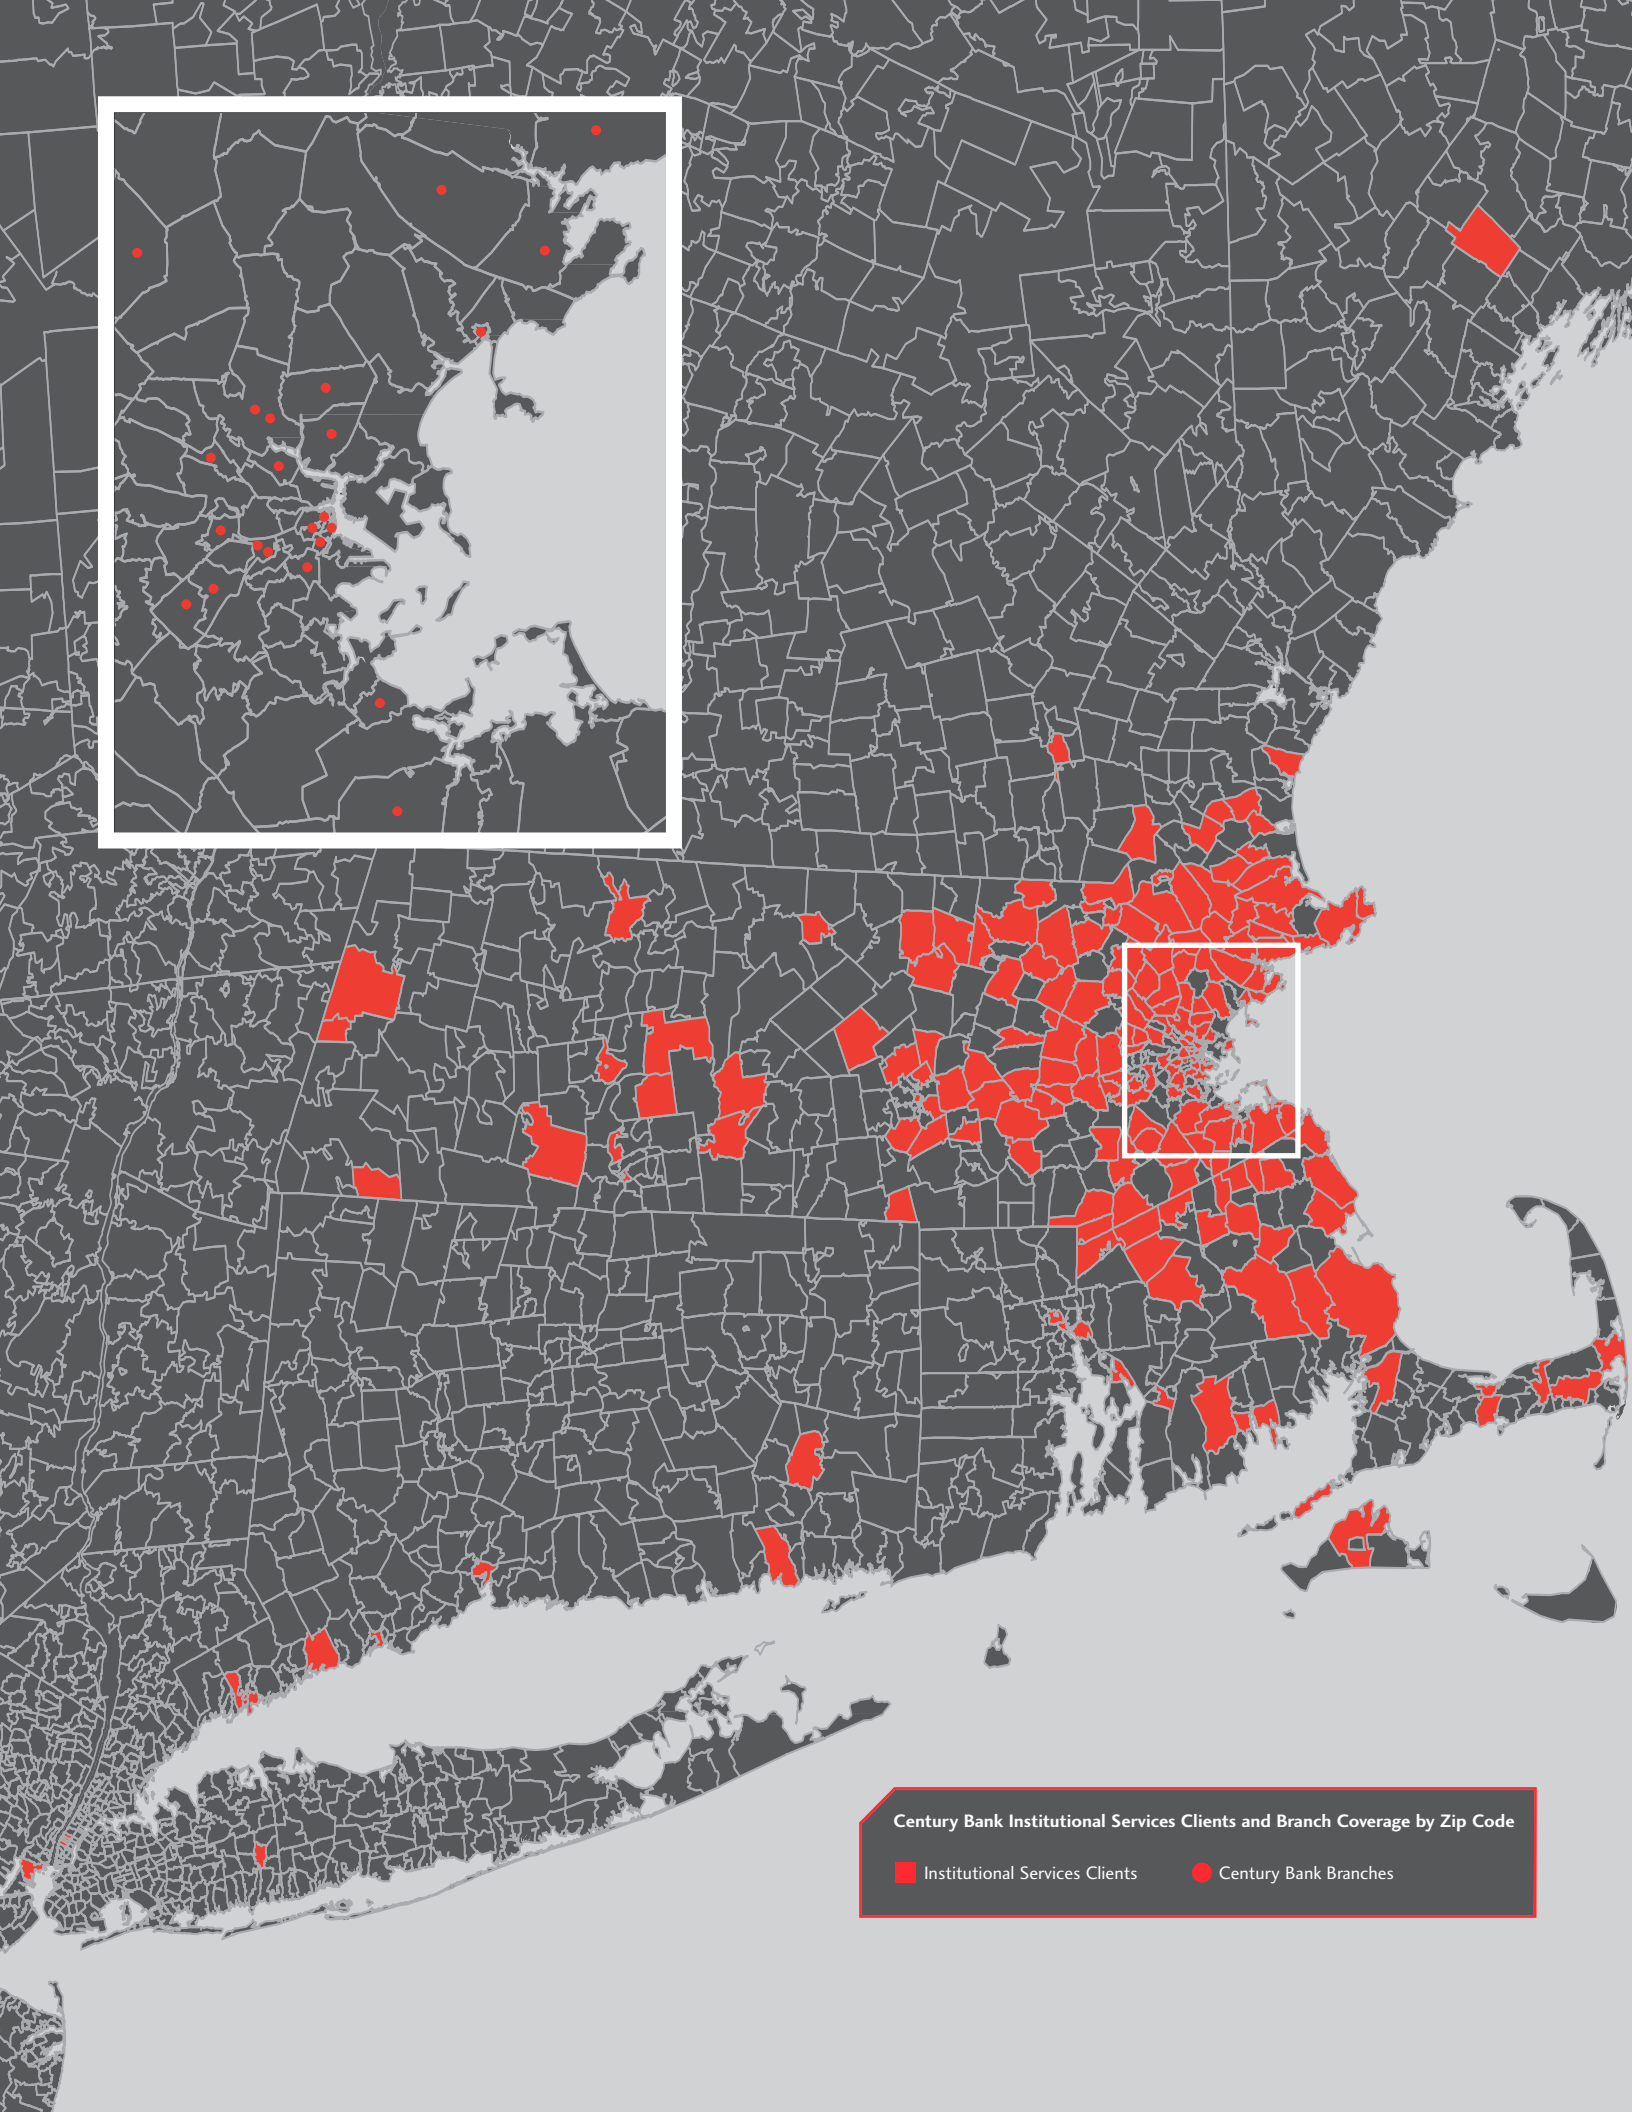 Century Bank Institutional Services Clients and Branch Coverage by Zip Code
Institutional Services Clients
Century Bank Branches